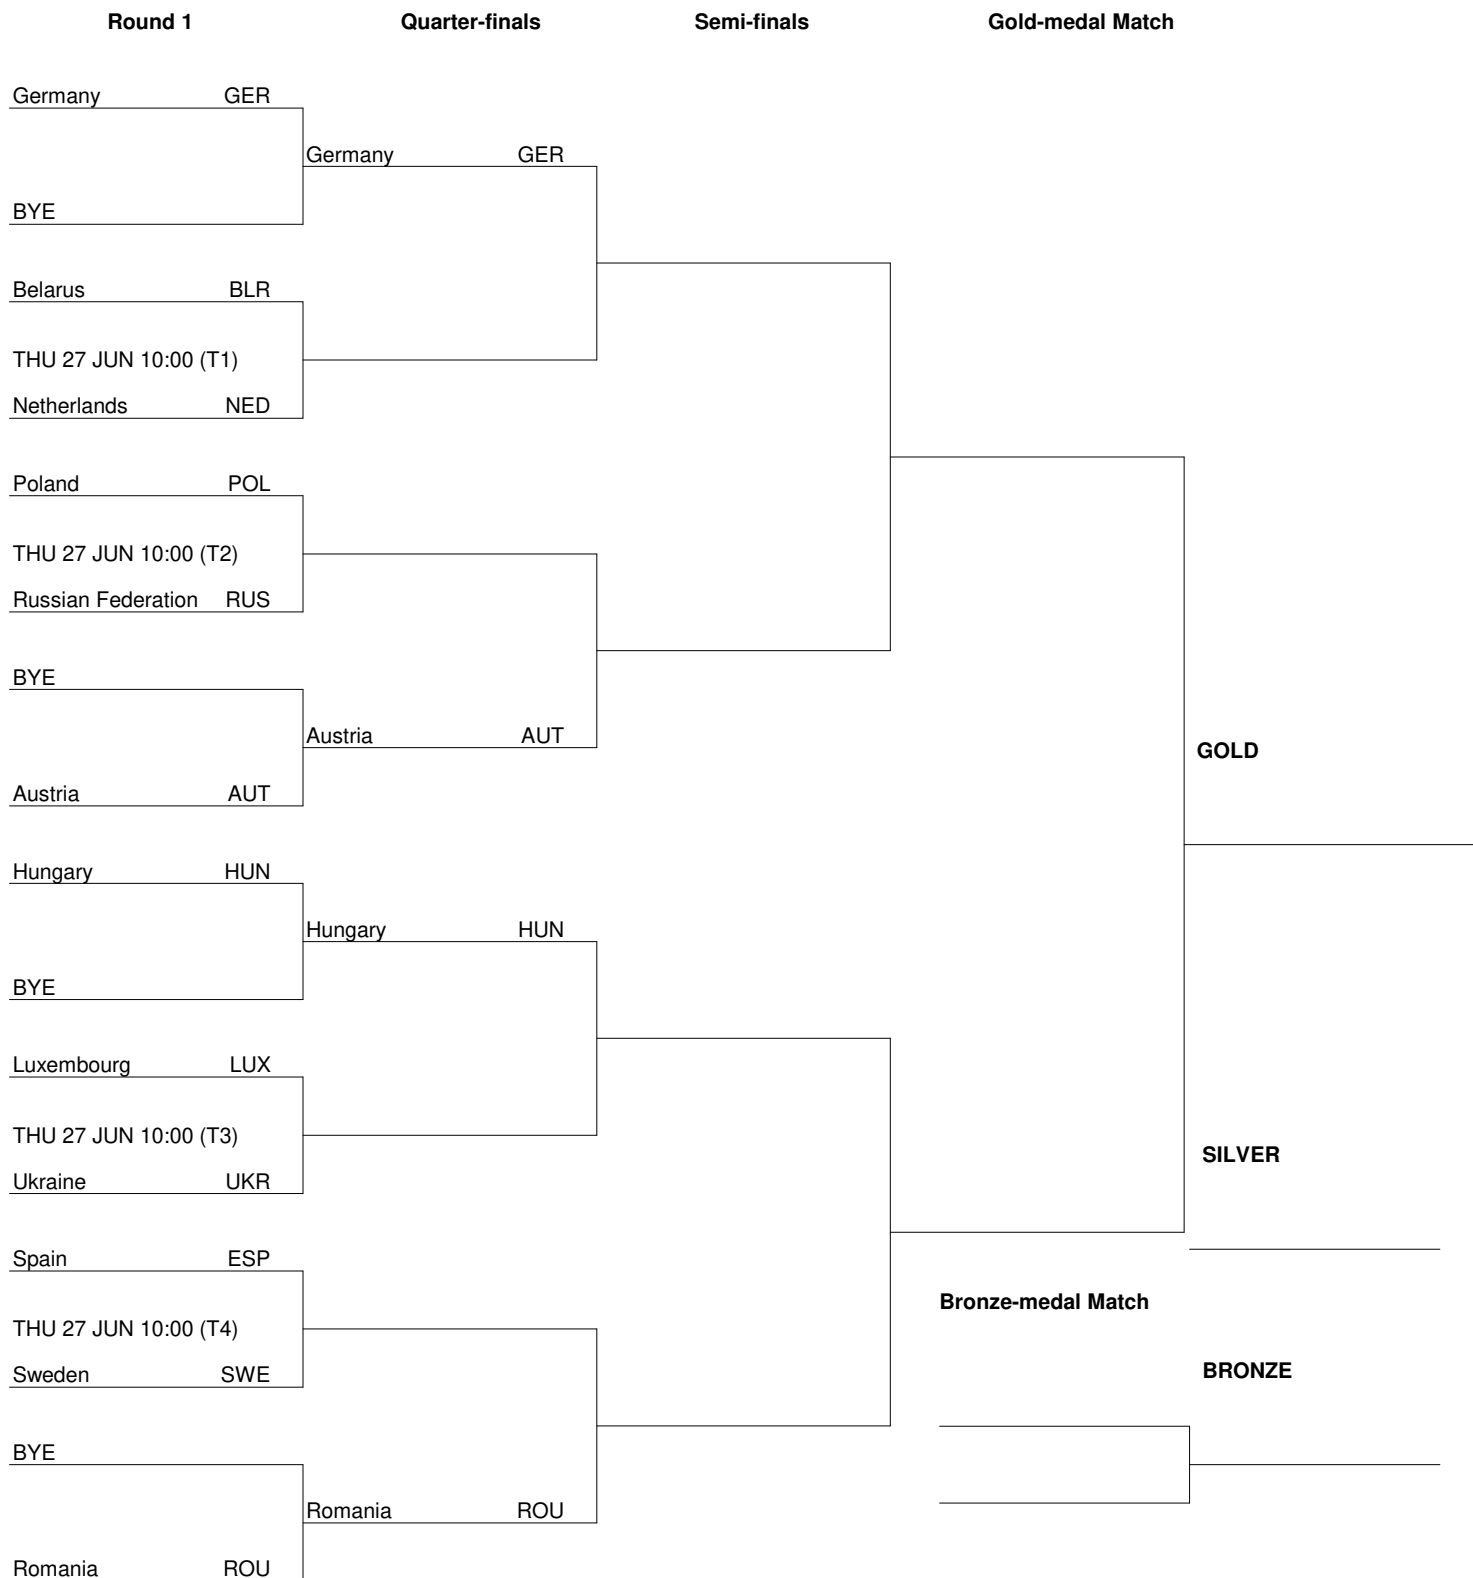 Round 1 Quarter-finals Semi-finals Gold-medal Match
Germany GER
Germany GER
BYE
Belarus BLR
THU 27 JUN 10:00 (T1)
Netherlands NED
Poland POL
THU 27 JUN 10:00 (T2)
Russian Federation RUS
BYE
Austria AUT
GOLD
Austria AUT
Hungary HUN
Hungary HUN
BYE
Luxembourg LUX
THU 27 JUN 10:00 (T3)
SILVER
Ukraine UKR
Spain ESP
Bronze-medal Match
THU 27 JUN 10:00 (T4)
Sweden SWE
BRONZE
BYE
Romania ROU
Romania ROU